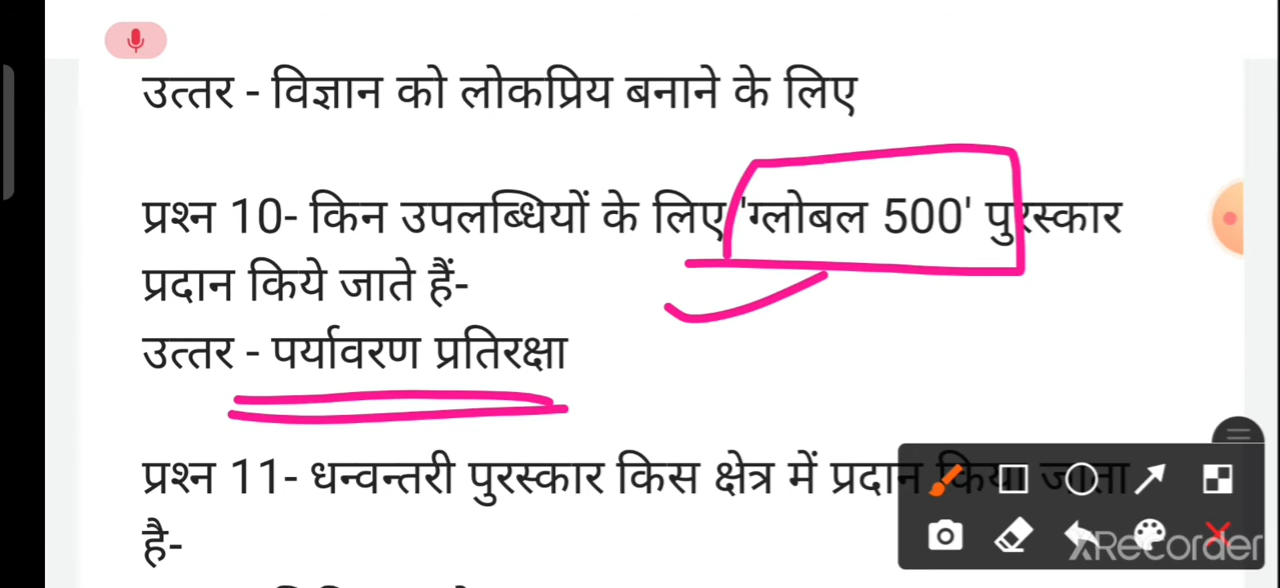 उत्तर - विज्ञान को लोकप्रिय बनाने के लिए
प्रश्न 10- किन उपलब्धियों के लिए 'ग्लोबल 500' पुरस्कार
प्रदान किये जाते हैं-
उत्तर - पर्यावरण प्रतिरक्षा
प्रश्न 11- धन्वन्तरी पुरस्कार किस क्षेत्र में प्रदान किया जाता
है-
XRecorder